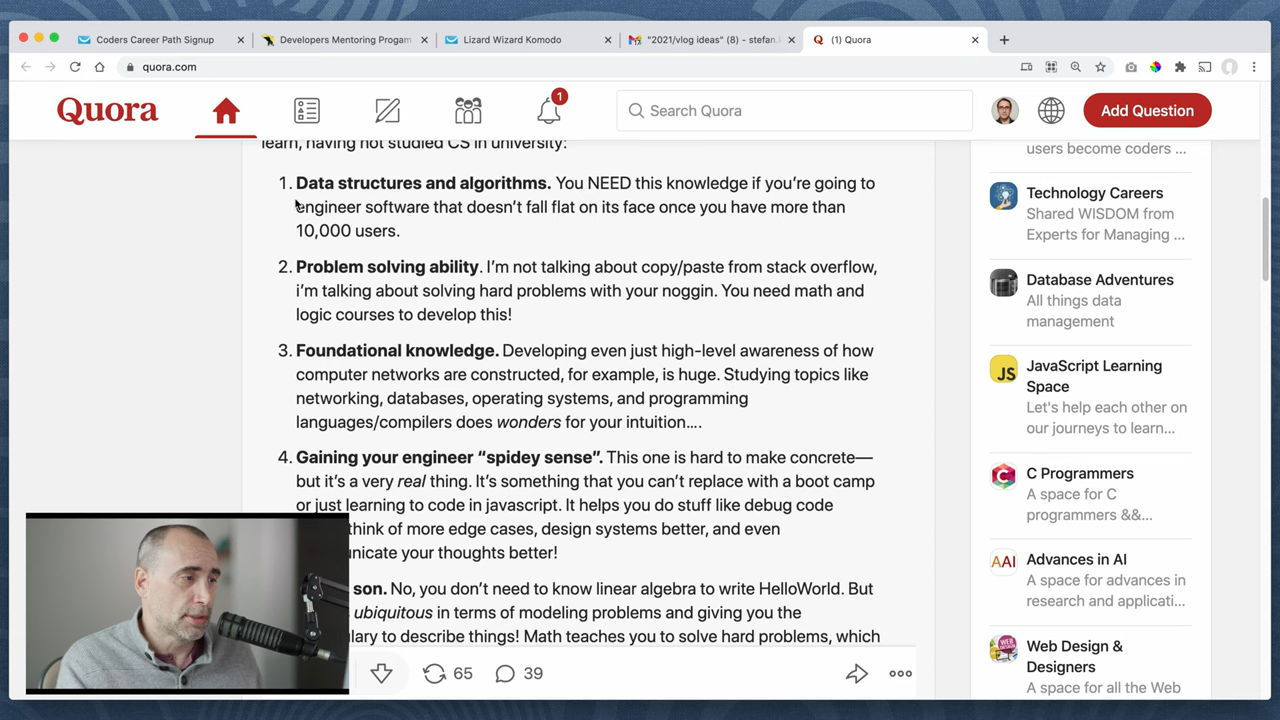 Coders Career Path Signup
Developers Mentoring Progam
Lizard Wizard Komodo
"2021/vlog ideas" (8) - stefan.
(1) Quora
quora.com
Quora
1
Search Quora
Add Question
learn, having not studied CS in university:
1. Data structures and algorithms. You NEED this knowledge if you're going to
engineer software that doesn't fall flat on its face once you have more than
10,000 users.
2. Problem solving ability. I'm not talking about copy/paste from stack overflow,
i'm talking about solving hard problems with your noggin. You need math and
logic courses to develop this!
3. Foundational knowledge. Developing even just high-level awareness of how
computer networks are constructed, for example, is huge. Studying topics like
networking, databases, operating systems, and programming
languages/compilers does wonders for your intuition....
4. Gaining your engineer “spidey sense”. This one is hard to make concrete—
but it's a very real thing. It's something that you can't replace with a boot camp
or just learning to code in javascript. It helps you do stuff like debug code
think of more edge cases, design systems better, and even
nicate your thoughts better!
son. No, you don't need to know linear algebra to write HelloWorld. But
ubiquitous in terms of modeling problems and giving you the
lary to describe things! Math teaches you to solve hard problems, which
65
39
users become coders ...
Technology Careers
Shared WISDOM from
Experts for Managing ...
Database Adventures
All things data
management
JS
JavaScript Learning
Space
Let's help each other on
our journeys to learn...
C Programmers
A space for C
programmers &&...
AAI
Advances in AI
A space for advances in
research and applicati...
Web Design &
Designers
A space for all the Web